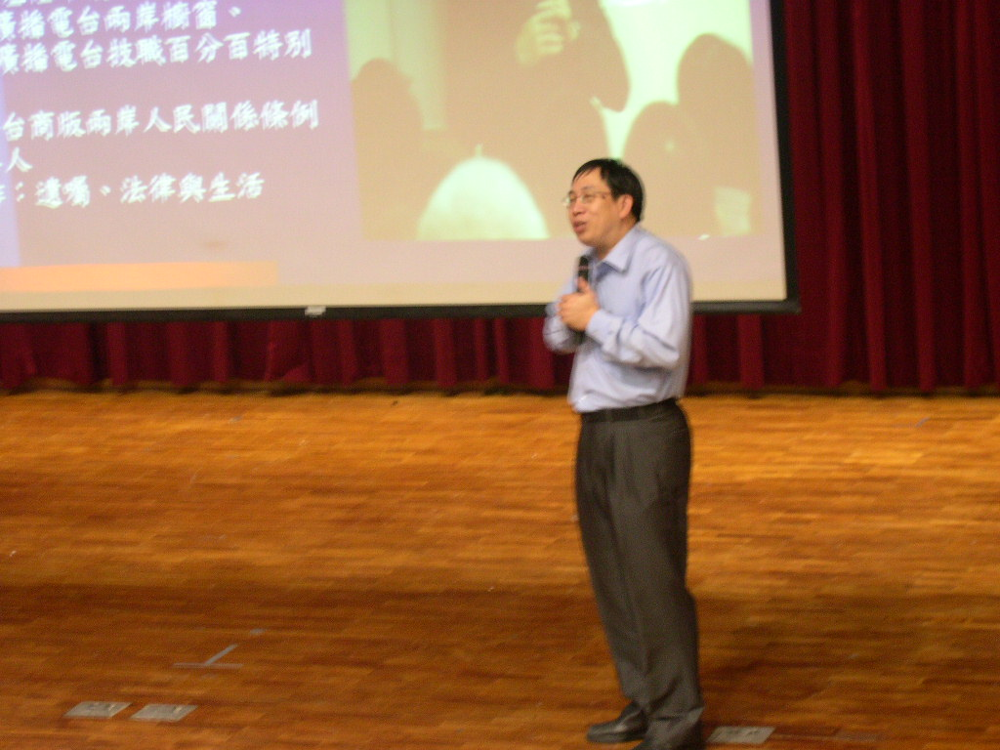 廣播電台兩岸櫥窗。
廣播電台技職百分百特別
台商版兩岸人民關係條例
人
：遺囑、法律與生活